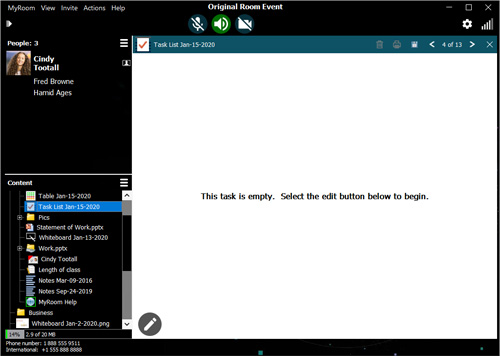 MyRoom View Invite Actions Help
Original Room Event
People: 3
Cindy
Tootall
Fred Browne
Hamid Ages
Task List Jan-15-2020
4 of 13
This task is empty. Select the edit button below to begin.
Content
Table Jan-15-2020
Task List Jan-15-2020
Pics
Statement of Work.pptx
Whiteboard Jan-13-2020
Work.pptx
Cindy Tootall
Length of class
Notes Mar-09-2016
Notes Sep-24-2019
MyRoom Help
Business
Whiteboard Jan-2-2020.png
14% 2.9 of 20 MB
Phone number: 1 888 555 9511
International: +1 555 888 8888